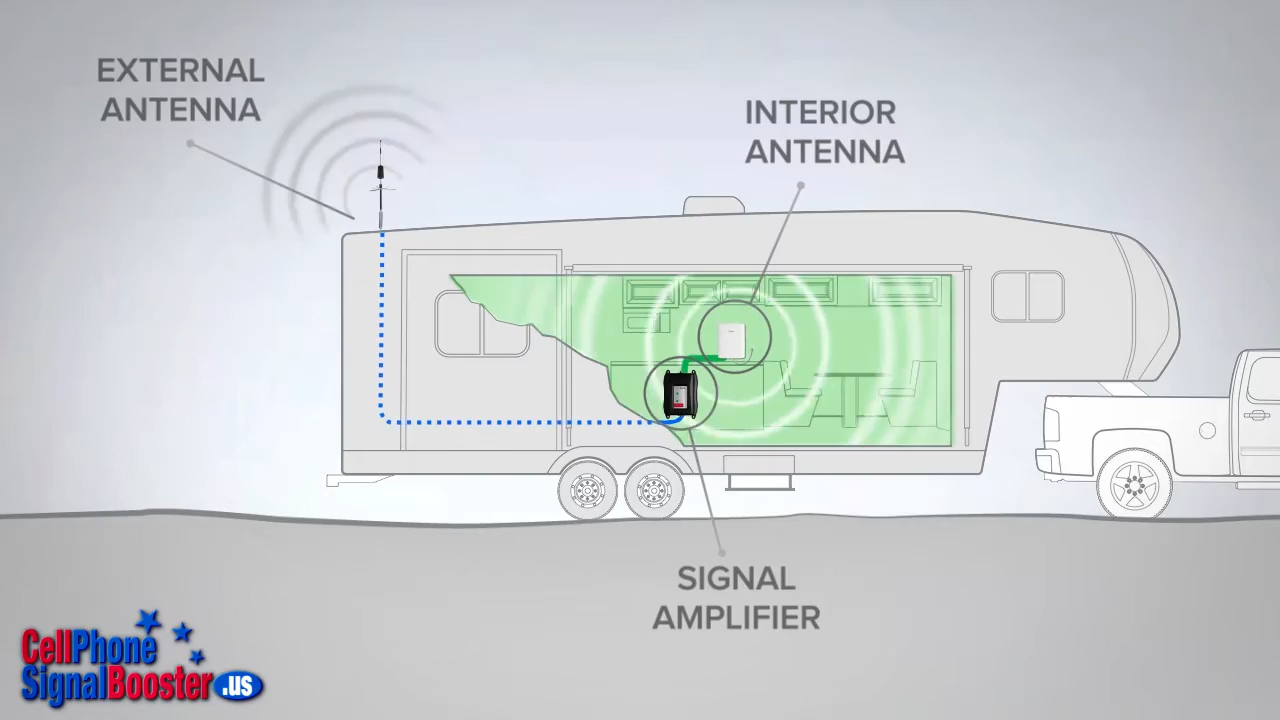 EXTERNAL
ANTENNA
INTERIOR
ANTENNA
SIGNAL
AMPLIFIER
CellPhone
SignalBooster.us